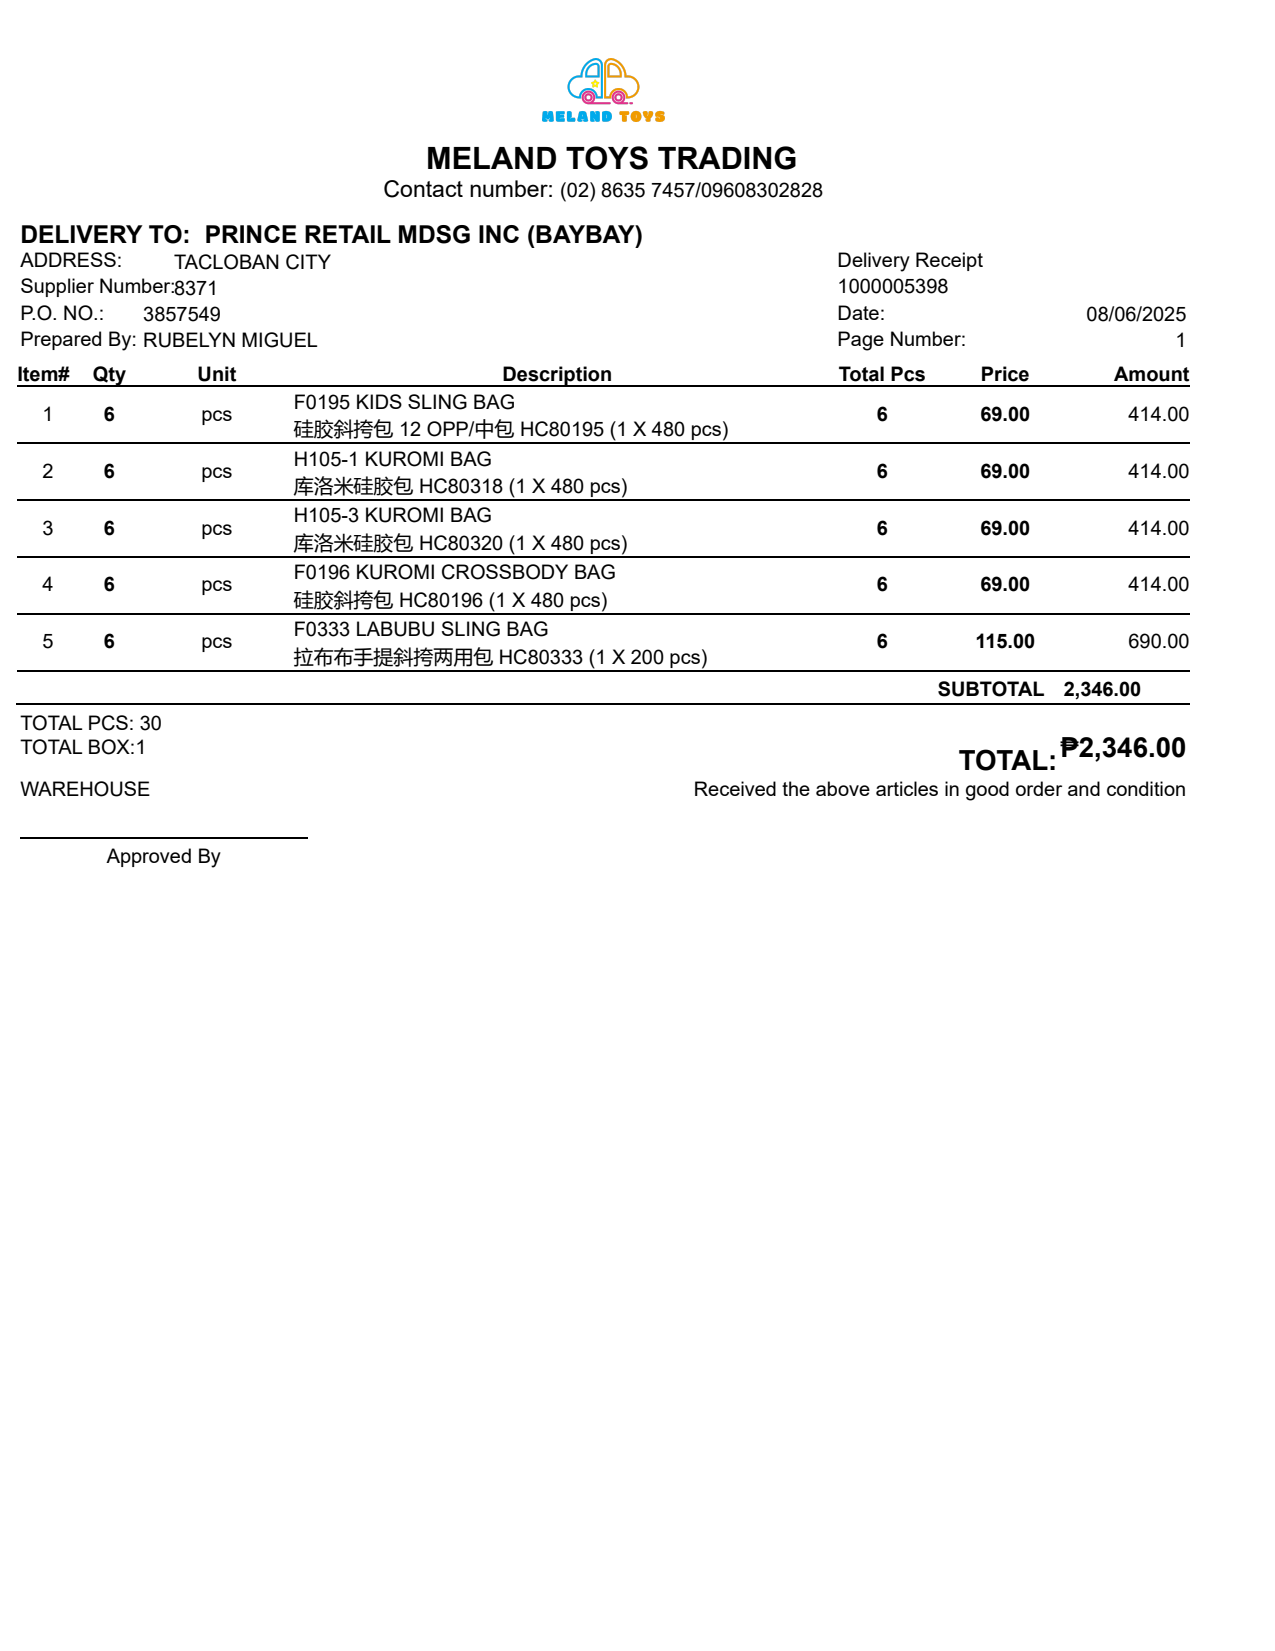 MELAND TOYS
MELAND TOYS TRADING
Contact number: (02) 8635 7457/09608302828
DELIVERY TO: PRINCE RETAIL MDSG INC (BAYBAY)
ADDRESS: TACLOBAN CITY Delivery Receipt
Supplier Number:8371 1000005398
P.O. NO.: 3857549 Date: 08/06/2025
Prepared By: RUBELYN MIGUEL Page Number: 1
Item# Qty Unit Description Total Pcs Price Amount
1 6 pcs F0195 KIDS SLING BAG 6 69.00 414.00
硅胶斜挎包 12 OPP/中包 HC80195 (1 X 480 pcs)
2 6 pcs H105-1 KUROMI BAG 6 69.00 414.00
库洛米硅胶包 HC80318 (1 X 480 pcs)
3 6 pcs H105-3 KUROMI BAG 6 69.00 414.00
库洛米硅胶包 HC80320 (1 X 480 pcs)
4 6 pcs F0196 KUROMI CROSSBODY BAG 6 69.00 414.00
硅胶斜挎包 HC80196 (1 X 480 pcs)
5 6 pcs F0333 LABUBU SLING BAG 6 115.00 690.00
拉布布手提斜挎两用包 HC80333 (1 X 200 pcs)
SUBTOTAL 2,346.00
TOTAL PCS: 30
TOTAL BOX:1
TOTAL: ₱2,346.00
WAREHOUSE Received the above articles in good order and condition
Approved By